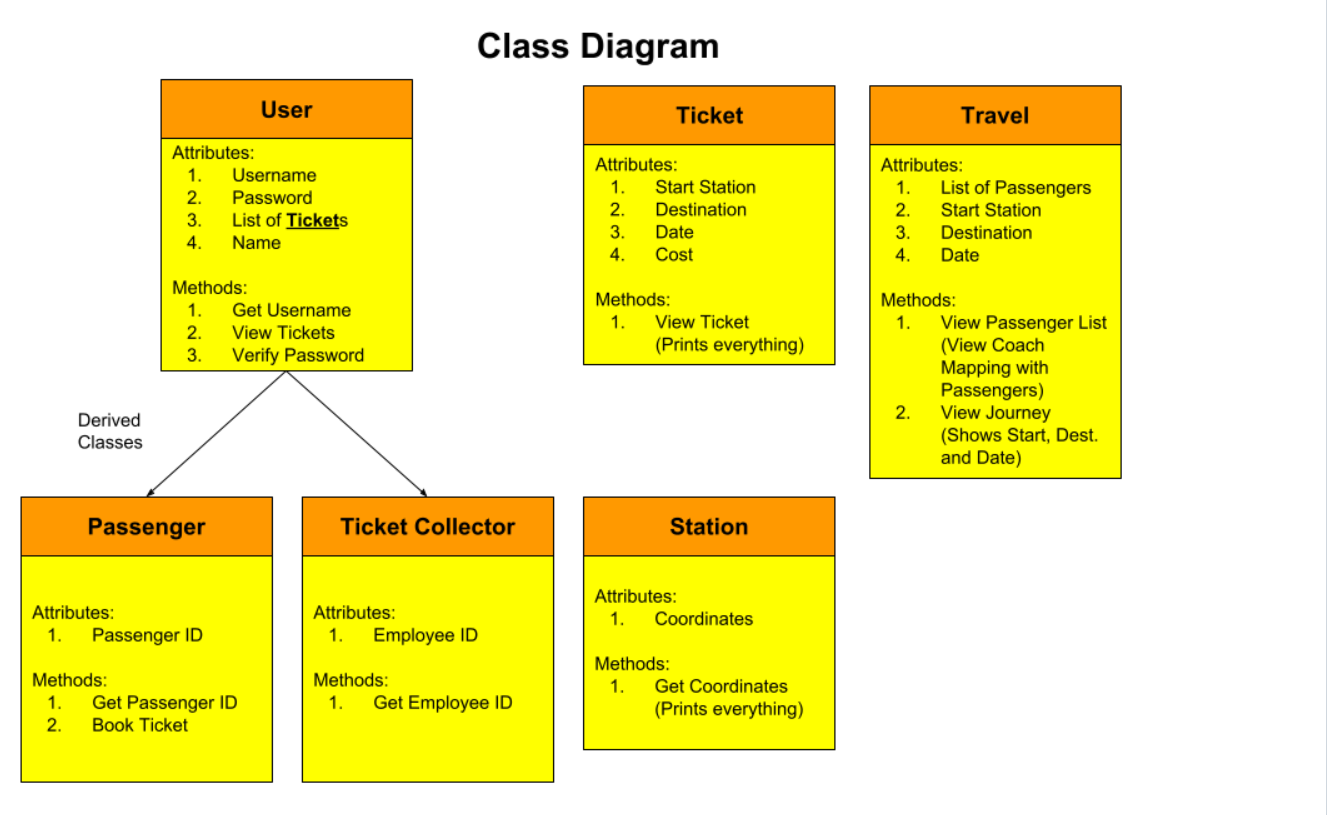 Class Diagram
User
Attributes:
1. Username
2. Password
3. List of Tickets
4. Name
Methods:
1. Get Username
2. View Tickets
3. Verify Password
Ticket
Attributes:
1. Start Station
2. Destination
3. Date
4. Cost
Methods:
1. View Ticket
(Prints everything)
Travel
Attributes:
1. List of Passengers
2. Start Station
3. Destination
4. Date
Methods:
1. View Passenger List
(View Coach
Mapping with
Passengers)
2. View Journey
(Shows Start, Dest.
and Date)
Derived
Classes
Passenger
Attributes:
1. Passenger ID
Methods:
1. Get Passenger ID
2. Book Ticket
Ticket Collector
Attributes:
1. Employee ID
Methods:
1. Get Employee ID
Station
Attributes:
1. Coordinates
Methods:
1. Get Coordinates
(Prints everything)